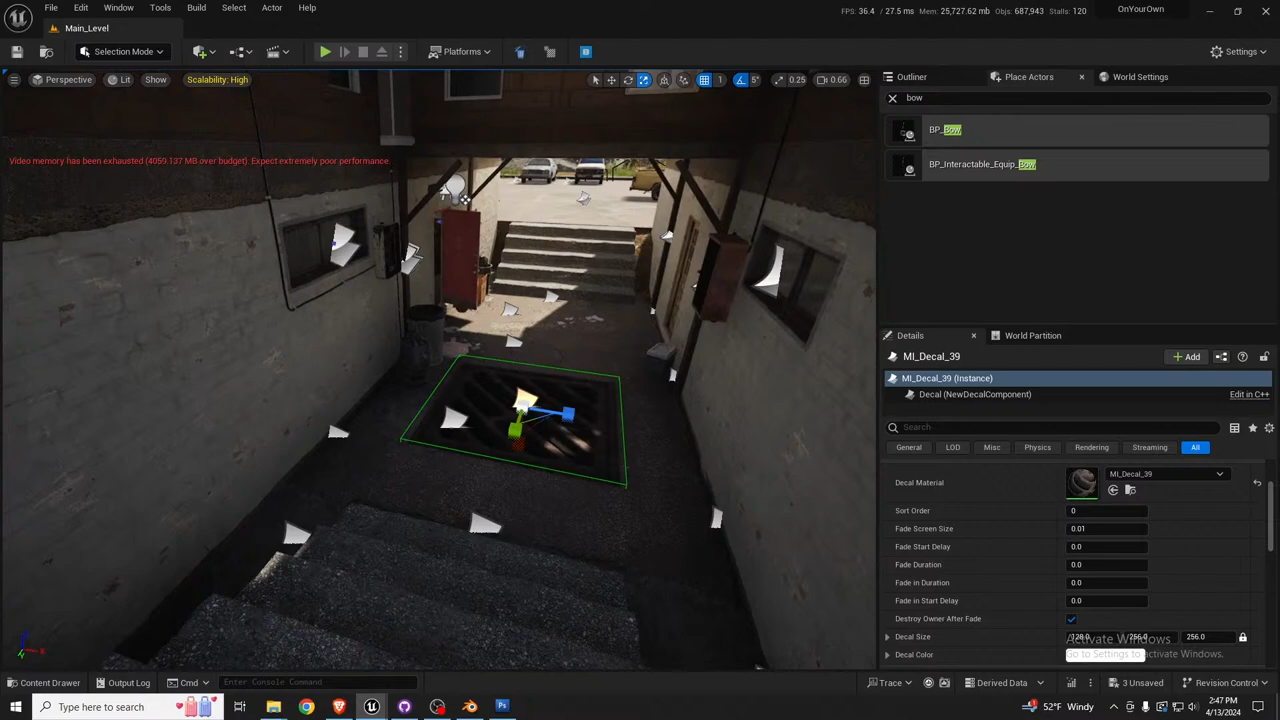 File Edit Window Tools Build Select Actor Help
FPS: 36.4 / 27.5 ms Mem: 25,727.62 mb Objs: 687,943 Stalls: 120
OnYourOwn
Main_Level
Selection Mode
Platforms
Settings
Perspective Lit Show Scalability: High
1 5° 0.25 0.66
Outliner Place Actors World Settings
bow
BP_Bow
BP_Interactable_Equip_Bow
Video memory has been exhausted (4059.137 MB over budget). Expect extremely poor performance.
Details World Partition
MI_Decal_39
Add
MI_Decal_39 (Instance)
Decal (NewDecalComponent) Edit in C++
Search
General LOD Misc Physics Rendering Streaming All
Decal Material MI_Decal_39
Sort Order 0
Fade Screen Size 0.01
Fade Start Delay 0.0
Fade Duration 0.0
Fade in Duration 0.0
Fade in Start Delay 0.0
Destroy Owner After Fade
Decal Size 128.0 256.0 256.0
Activate Windows
Decal Color
Go to Settings to activate Windows.
Content Drawer Output Log Cmd Enter Console Command
Trace Derived Data 3 Unsaved Revision Control
Type here to search
52°F Windy
2:47 PM
4/13/2024